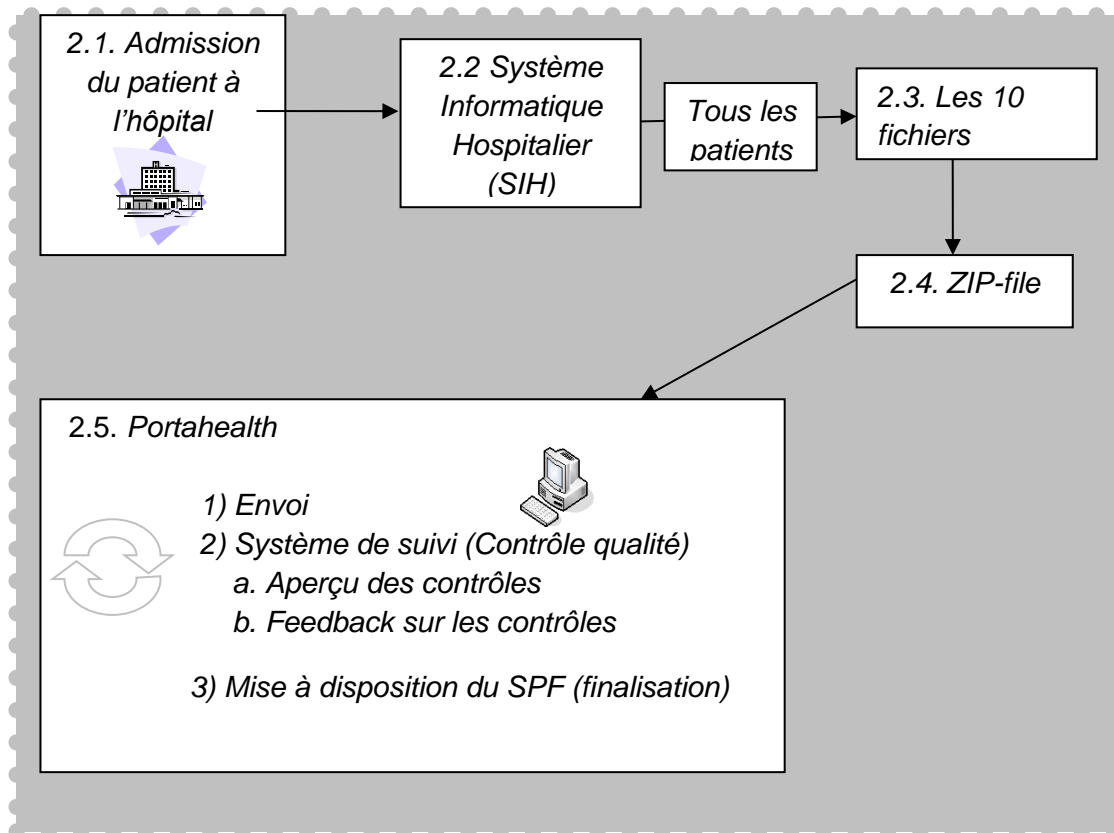 2.1. Admission
du patient à
l’hôpital
2.2 Système
Informatique
Hospitalier
(SIH)
Tous les
patients
2.3. Les 10
fichiers
2.4. ZIP-file
2.5. Portahealth
1) Envoi
2) Système de suivi (Contrôle qualité)
a. Aperçu des contrôles
b. Feedback sur les contrôles
3) Mise à disposition du SPF (finalisation)